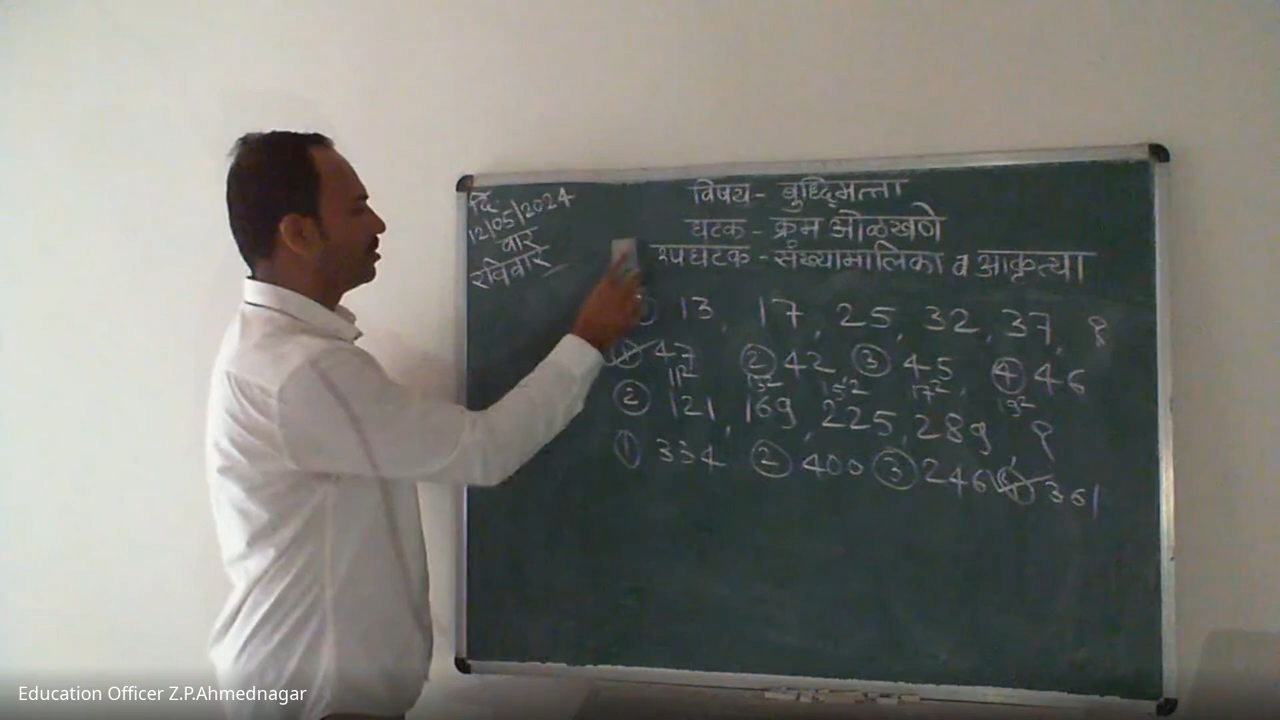 दि.
12/05/2024
वार
रविवार
विषय - बुध्दिमत्ता
घटक - क्रम ओळखणे
उपघटक - संख्यामालिका व आकृत्या
13, 17, 25, 32, 37, ?
① 47 ② 42 ③ 45 ④ 46
11² 13² 15² 17² 19²
② 121, 169, 225, 289, ?
① 334 ② 400 ③ 246 ④ 361
Education Officer Z.P.Ahmednagar